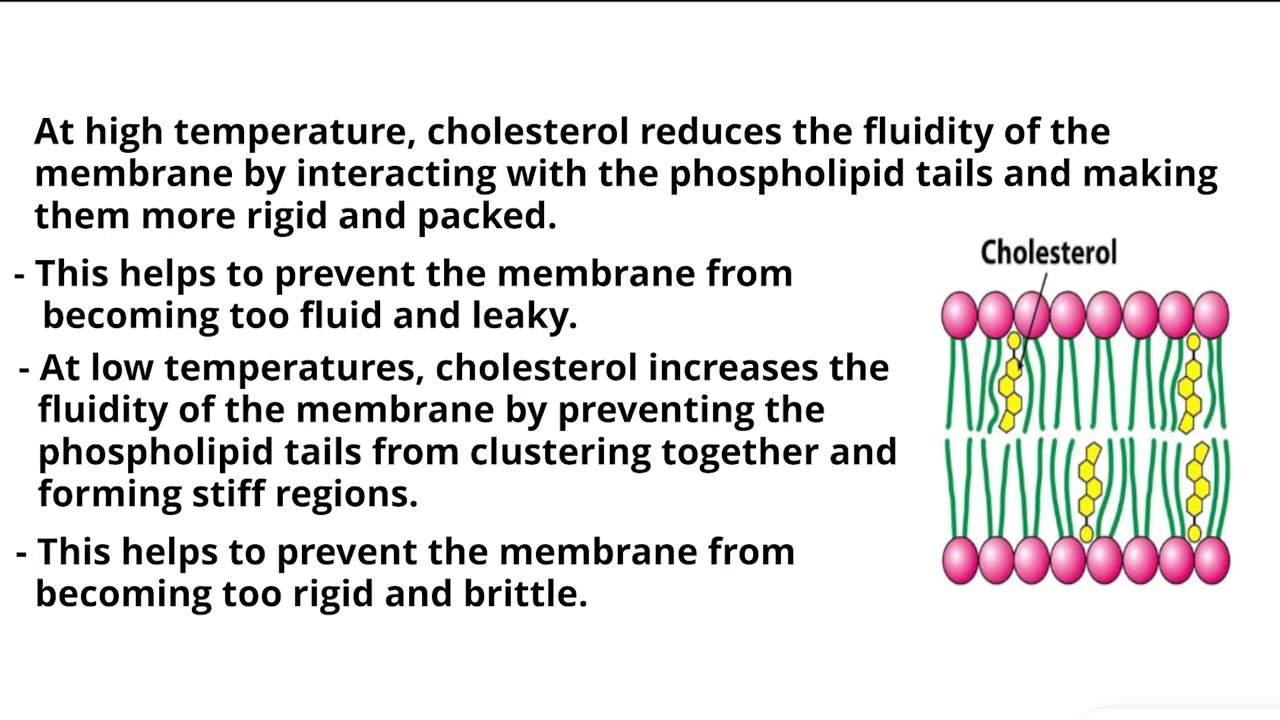 At high temperature, cholesterol reduces the fluidity of the
membrane by interacting with the phospholipid tails and making
them more rigid and packed.
- This helps to prevent the membrane from
becoming too fluid and leaky.
- At low temperatures, cholesterol increases the
fluidity of the membrane by preventing the
phospholipid tails from clustering together and
forming stiff regions.
- This helps to prevent the membrane from
becoming too rigid and brittle.
Cholesterol